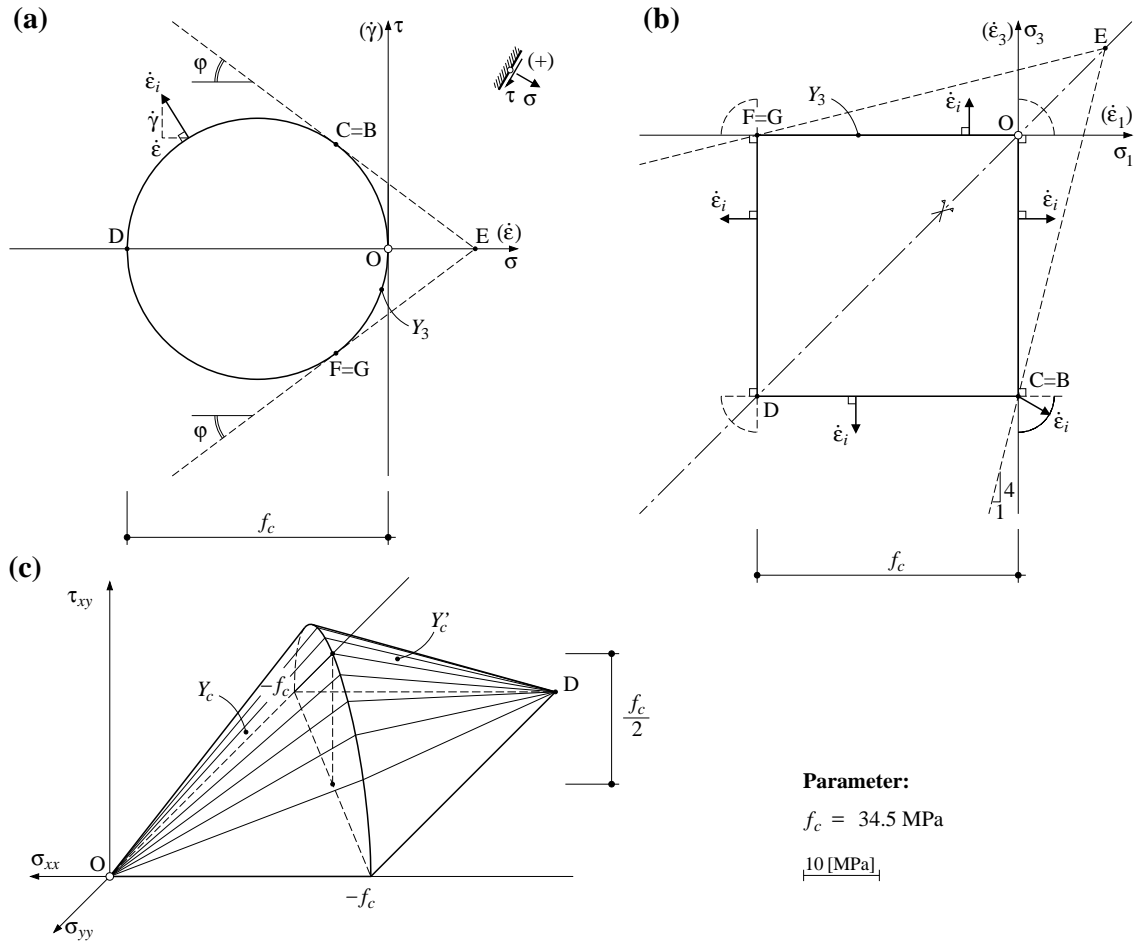 (a)
(γ̇)
τ
φ
ε̇i
γ̇
ε̇
C=B
(+)
τ
σ
D
O
E
(ε̇)
σ
Y3
F=G
φ
fc
(b)
(ε̇3)
σ3
E
Y3
F=G
ε̇i
O
(ε̇1)
σ1
ε̇i
ε̇i
C=B
D
ε̇i
ε̇i
4
1
fc
(c)
τxy
Yc'
Yc
−fc
D
fc
2
O
σxx
−fc
σyy
Parameter:
fc = 34.5 MPa
10 [MPa]